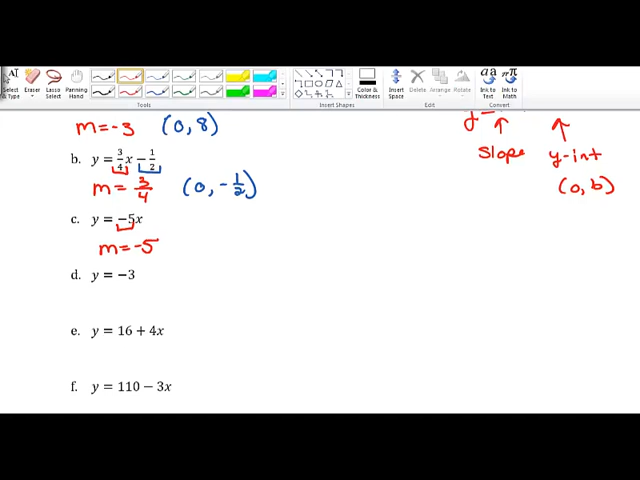 Select & Type Eraser Lasso Select Panning Hand Color & Thickness Insert Space Delete Arrange Rotate Ink to Text Ink to Math
Tools Insert Shapes Edit Convert
m=-3 (0, 8)
slope y-int
(0, b)
b. y = 3/4 x − 1/2
m = 3/4 (0, -1/2)
c. y = −5x
m=-5
d. y = −3
e. y = 16 + 4x
f. y = 110 − 3x